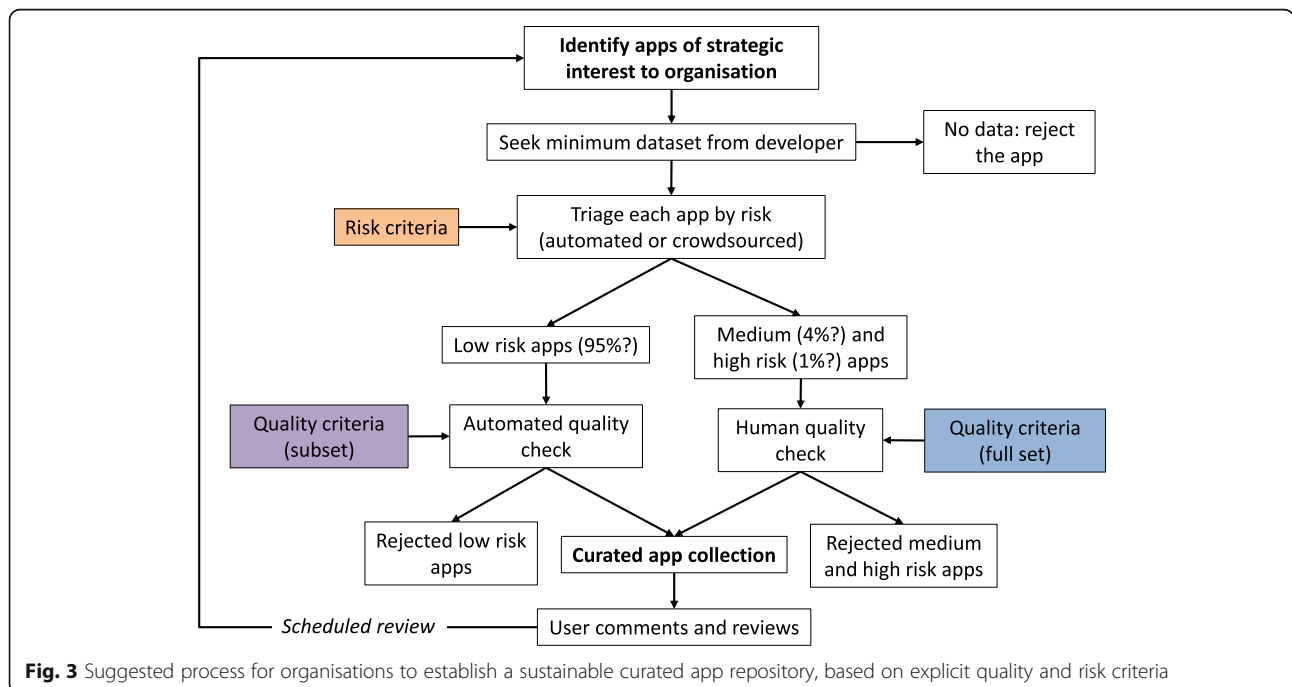 Identify apps of strategic
interest to organisation
Seek minimum dataset from developer
No data: reject
the app
Risk criteria
Triage each app by risk
(automated or crowdsourced)
Low risk apps (95%?)
Medium (4%?) and
high risk (1%?) apps
Quality criteria
(subset)
Automated quality
check
Human quality
check
Quality criteria
(full set)
Rejected low risk
apps
Curated app collection
Rejected medium
and high risk apps
Scheduled review
User comments and reviews
Fig. 3 Suggested process for organisations to establish a sustainable curated app repository, based on explicit quality and risk criteria